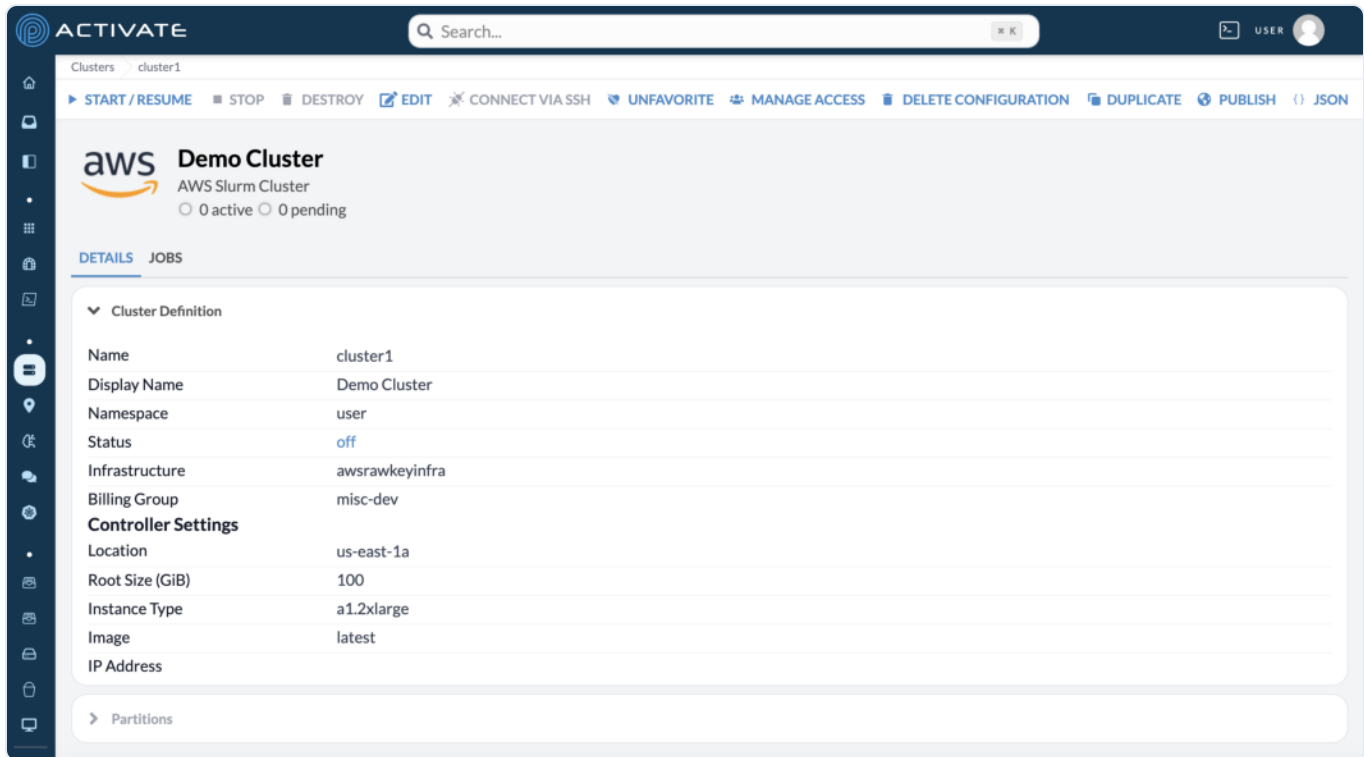 ACTIVATE
Search...
⌘ K
USER
Clusters cluster1
START / RESUME STOP DESTROY EDIT CONNECT VIA SSH UNFAVORITE MANAGE ACCESS DELETE CONFIGURATION DUPLICATE PUBLISH {} JSON
aws
Demo Cluster
AWS Slurm Cluster
0 active 0 pending
DETAILS JOBS
Cluster Definition
Name cluster1
Display Name Demo Cluster
Namespace user
Status off
Infrastructure awsrawkeyinfra
Billing Group misc-dev
Controller Settings
Location us-east-1a
Root Size (GiB) 100
Instance Type a1.2xlarge
Image latest
IP Address
Partitions